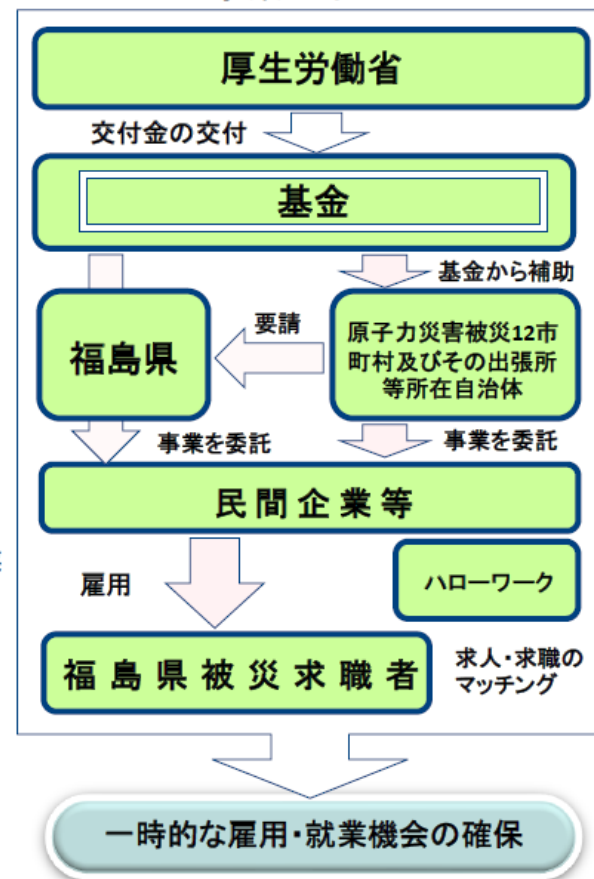 厚生労働省
交付金の交付
基金
基金から補助
福島県
要請
原子力災害被災12市
町村及びその出張所
等所在自治体
事業を委託
事業を委託
民間企業等
雇用
ハローワーク
福島県被災求職者
求人・求職の
マッチング
一時的な雇用・就業機会の確保